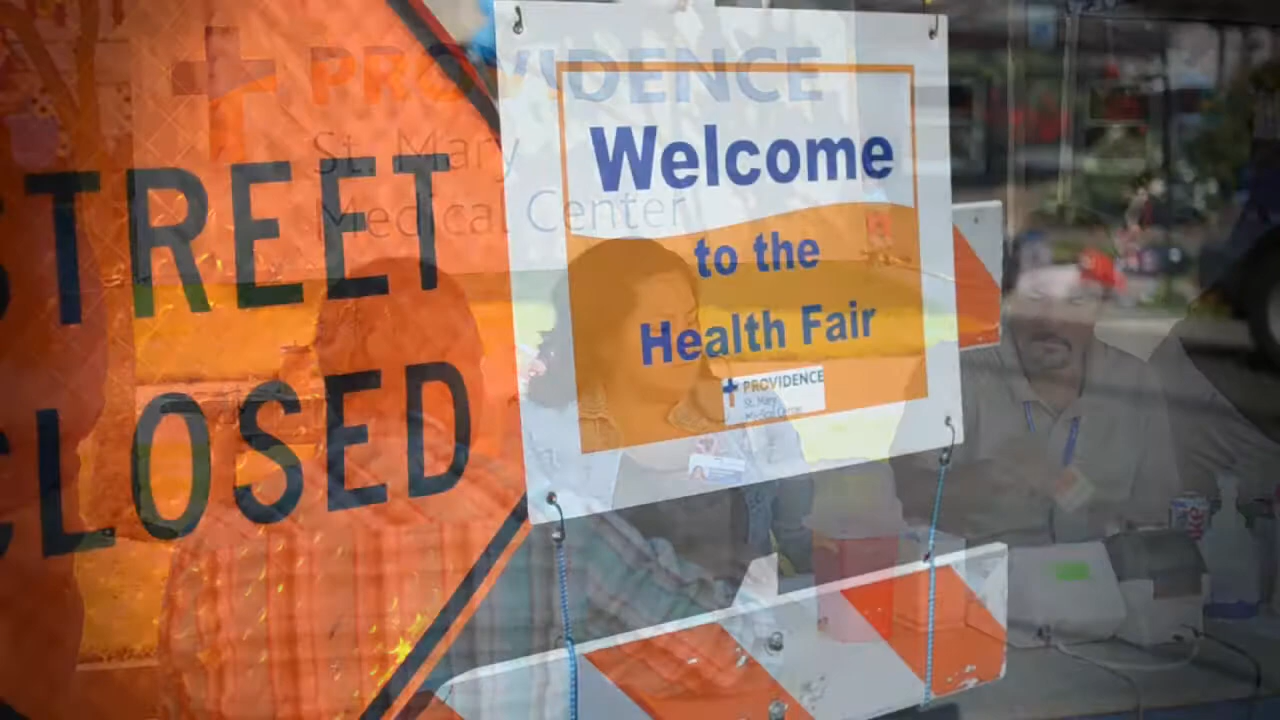 PROVIDENCE
St. Mary
Medical Center
STREET
CLOSED
Welcome
to the
Health Fair
PROVIDENCE
St. Mary
Medical Center